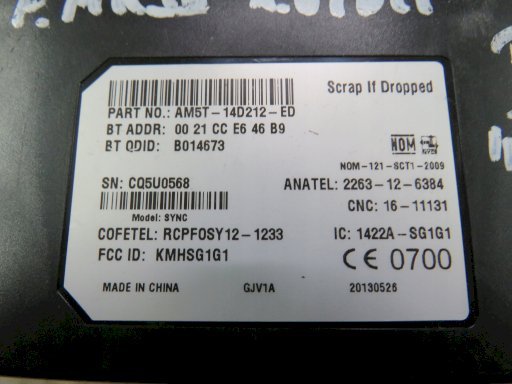 Scrap If Dropped
PART NO.: AM5T-14D212-ED
BT ADDR: 00 21 CC E6 46 B9
BT QDID: B014673
NOM
NOM-121-SCT1-2009
SN: CQ5U0568
ANATEL: 2263-12-6384
CNC: 16-11131
Model: SYNC
COFETEL: RCPFOSY12-1233
IC: 1422A-SG1G1
FCC ID: KMHSG1G1
CE 0700
MADE IN CHINA
GJV1A
20130526